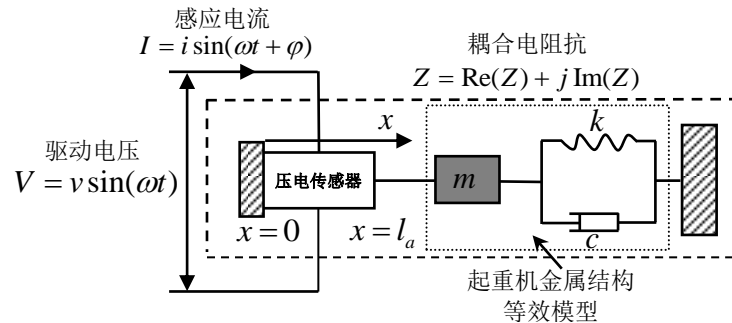 感应电流
I = i sin(ωt + φ)
耦合电阻抗
Z = Re(Z) + j Im(Z)
驱动电压
V = v sin(ωt)
x
k
压电传感器
m
x = 0
x = lₐ
c
起重机金属结构
等效模型